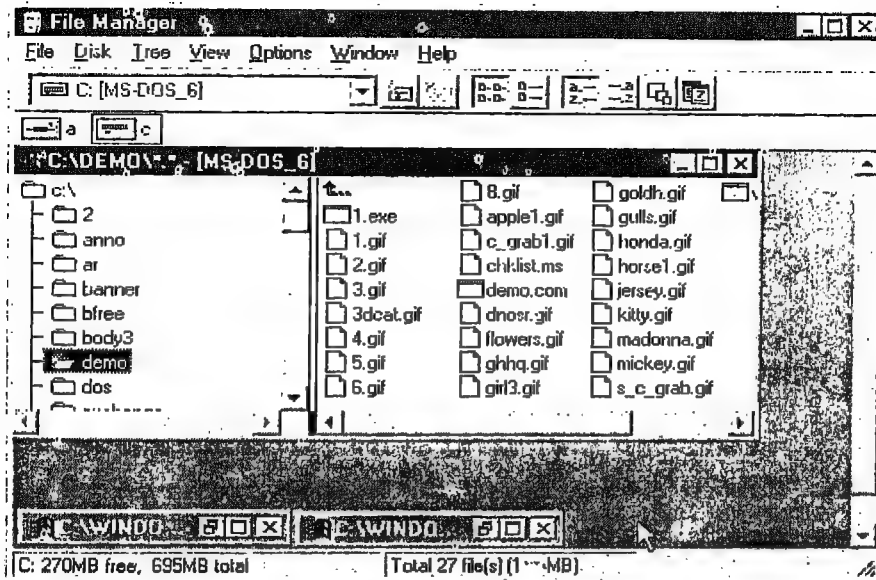 File Manager
File Disk Tree View Options Window Help
C: [MS-DOS_6]
a c
C:\DEMO\*.* - [MS-DOS_6]
c:\
2
anno
ar
banner
bfree
body3
demo
dos
1.exe
1.gif
2.gif
3.gif
3dcat.gif
4.gif
5.gif
6.gif
8.gif
apple1.gif
c_grab1.gif
chklist.ms
demo.com
dnosr.gif
flowers.gif
ghhq.gif
girl3.gif
goldh.gif
gulls.gif
honda.gif
horse1.gif
jersey.gif
kitty.gif
madonna.gif
mickey.gif
s_c_grab.gif
C:\WINDO
C:\WINDO
C: 270MB free, 695MB total
Total 27 file(s) (1 MB)